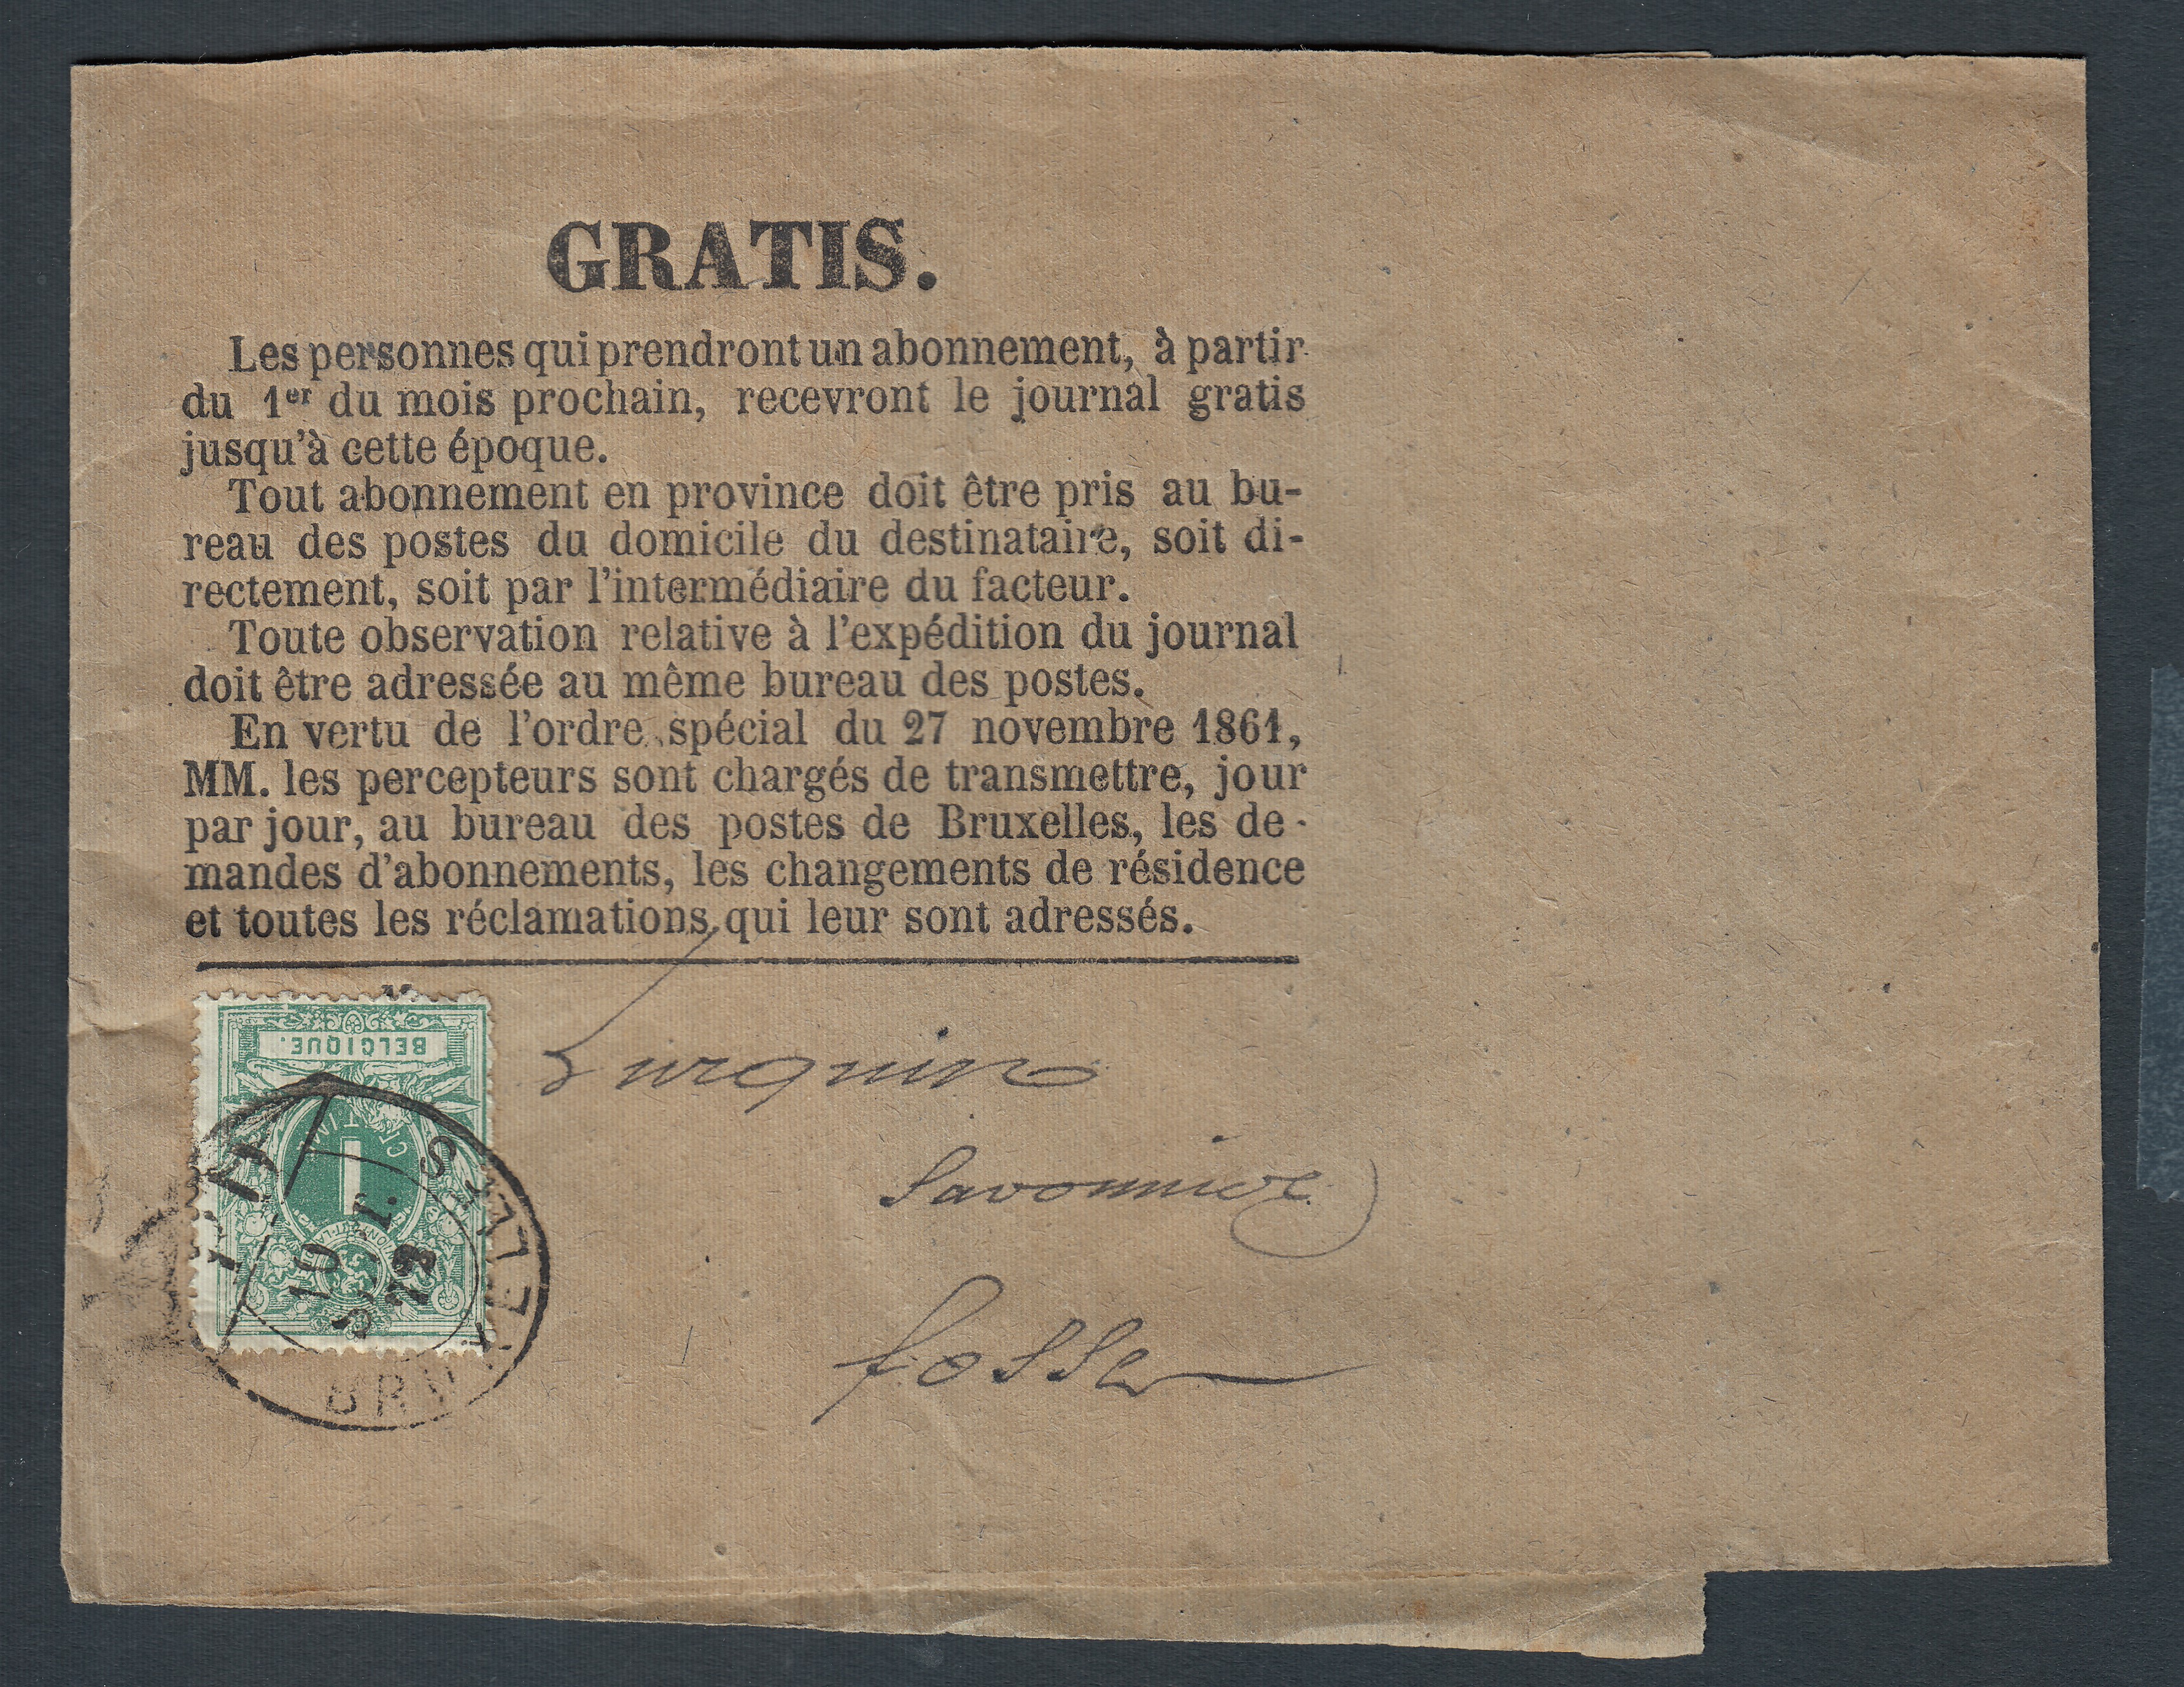 GRATIS.
Les personnes qui prendront un abonnement, à partir
du 1er du mois prochain, recevront le journal gratis
jusqu'à cette époque.
Tout abonnement en province doit être pris au bu-
reau des postes du domicile du destinataire, soit di-
rectement, soit par l'intermédiaire du facteur.
Toute observation relative à l'expédition du journal
doit être adressée au même bureau des postes.
En vertu de l'ordre spécial du 27 novembre 1861,
MM. les percepteurs sont chargés de transmettre, jour
par jour, au bureau des postes de Bruxelles, les de-
mandes d'abonnements, les changements de résidence
et toutes les réclamations qui leur sont adressés.
BELGIQUE.
1
Lurquin
Savonnière
fosse